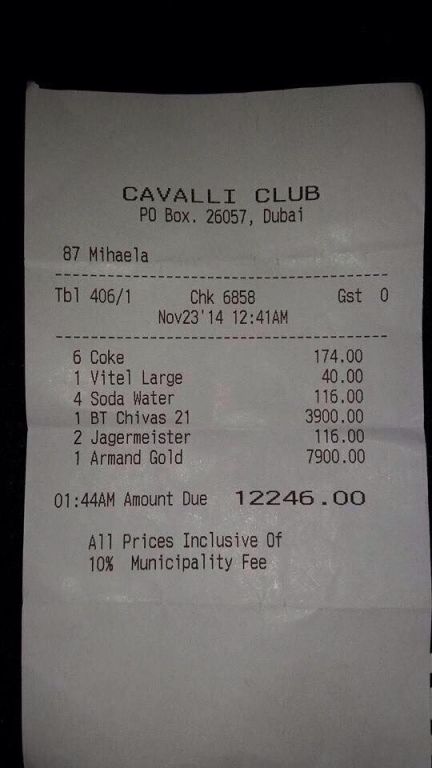 CAVALLI CLUB
PO Box. 26057, Dubai
87 Mihaela
Tbl 406/1 Chk 6858 Gst 0
Nov23'14 12:41AM
6 Coke 174.00
1 Vitel Large 40.00
4 Soda Water 116.00
1 BT Chivas 21 3900.00
2 Jagermeister 116.00
1 Armand Gold 7900.00
01:44AM Amount Due 12246.00
All Prices Inclusive Of
10% Municipality Fee